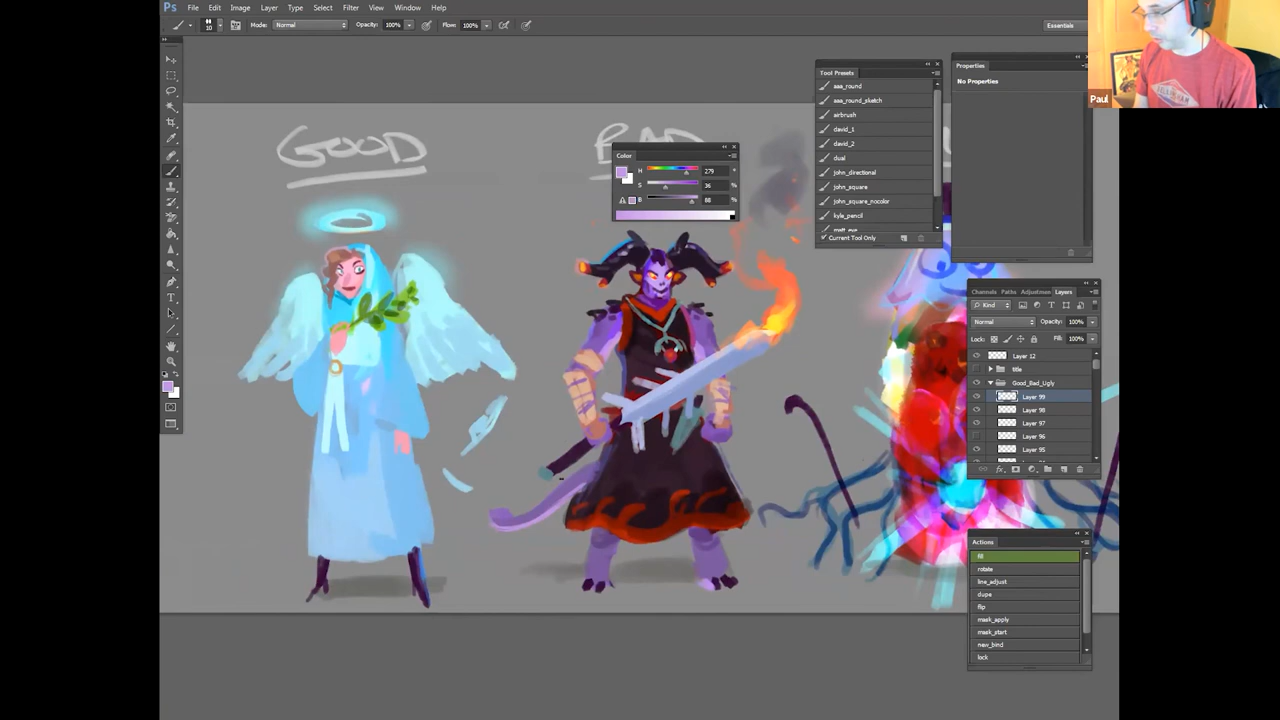 Ps File Edit Image Layer Type Select Filter View Window Help
10 Mode: Normal Opacity: 100% Flow: 100% Essentials
Paul
Tool Presets
aaa_round
aaa_round_sketch
airbrush
david_1
david_2
dual
john_directional
john_square
john_square_nocolor
kyle_pencil
matt_eye
Current Tool Only
Properties
No Properties
GOOD
BAD
Color
H 279 °
S 36 %
B 88 %
Channels Paths Adjustmen Layers
Kind
Normal Opacity: 100%
Lock: Fill: 100%
Layer 12
title
Good_Bad_Ugly
Layer 99
Layer 98
Layer 97
Layer 96
Layer 95
Actions
fill
rotate
line_adjust
dupe
flip
mask_apply
mask_start
new_bind
lock